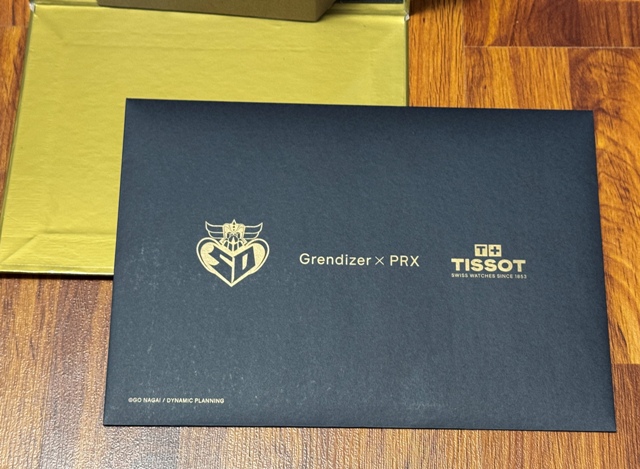 50
Grendizer × PRX
T+
TISSOT
SWISS WATCHES SINCE 1853
©GO NAGAI / DYNAMIC PLANNING